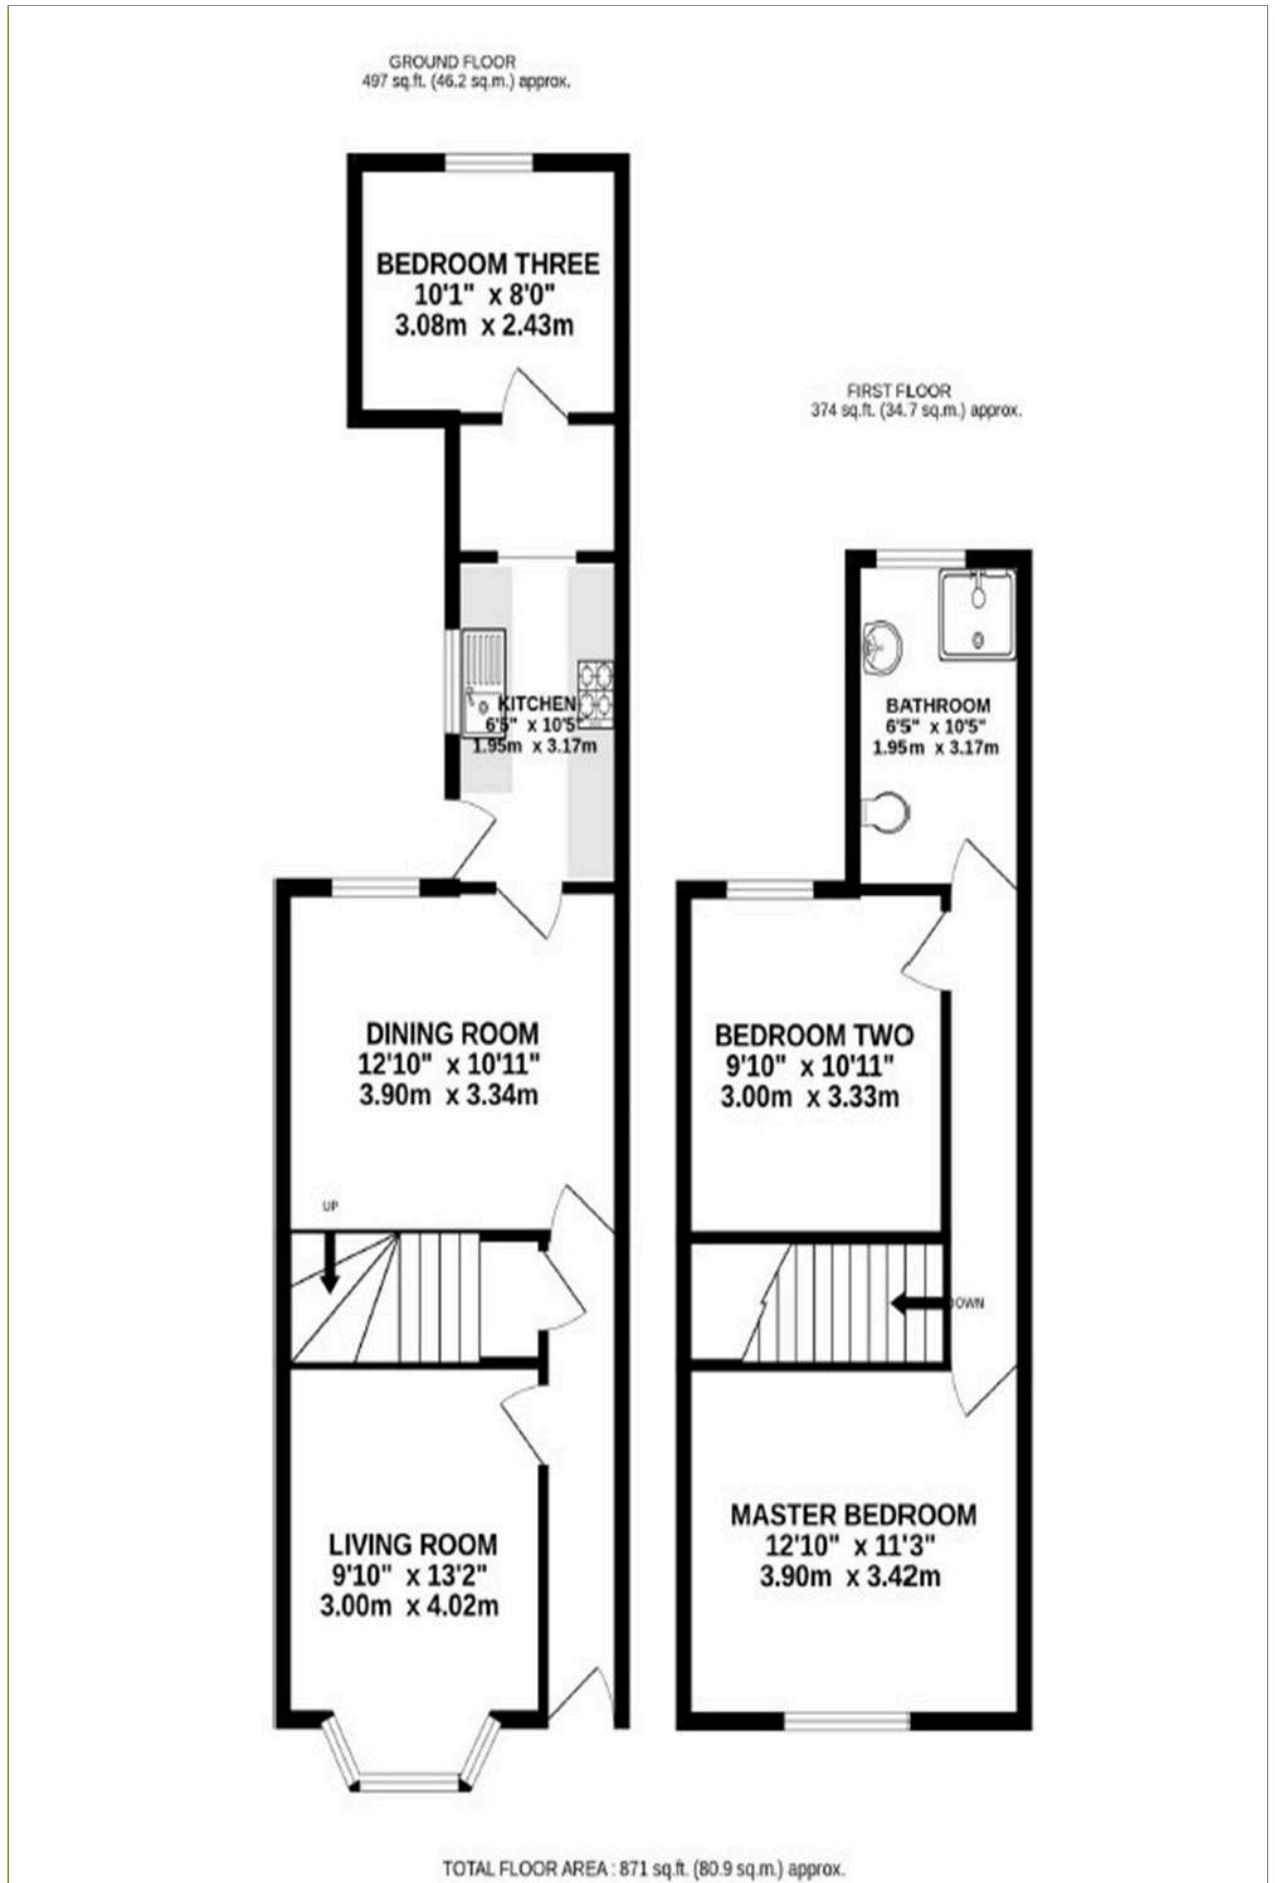 GROUND FLOOR
497 sq.ft. (46.2 sq.m.) approx.
BEDROOM THREE
10'1" x 8'0"
3.08m x 2.43m
KITCHEN
6'5" x 10'5"
1.95m x 3.17m
DINING ROOM
12'10" x 10'11"
3.90m x 3.34m
UP
LIVING ROOM
9'10" x 13'2"
3.00m x 4.02m
FIRST FLOOR
374 sq.ft. (34.7 sq.m.) approx.
BATHROOM
6'5" x 10'5"
1.95m x 3.17m
BEDROOM TWO
9'10" x 10'11"
3.00m x 3.33m
DOWN
MASTER BEDROOM
12'10" x 11'3"
3.90m x 3.42m
TOTAL FLOOR AREA : 871 sq.ft. (80.9 sq.m.) approx.